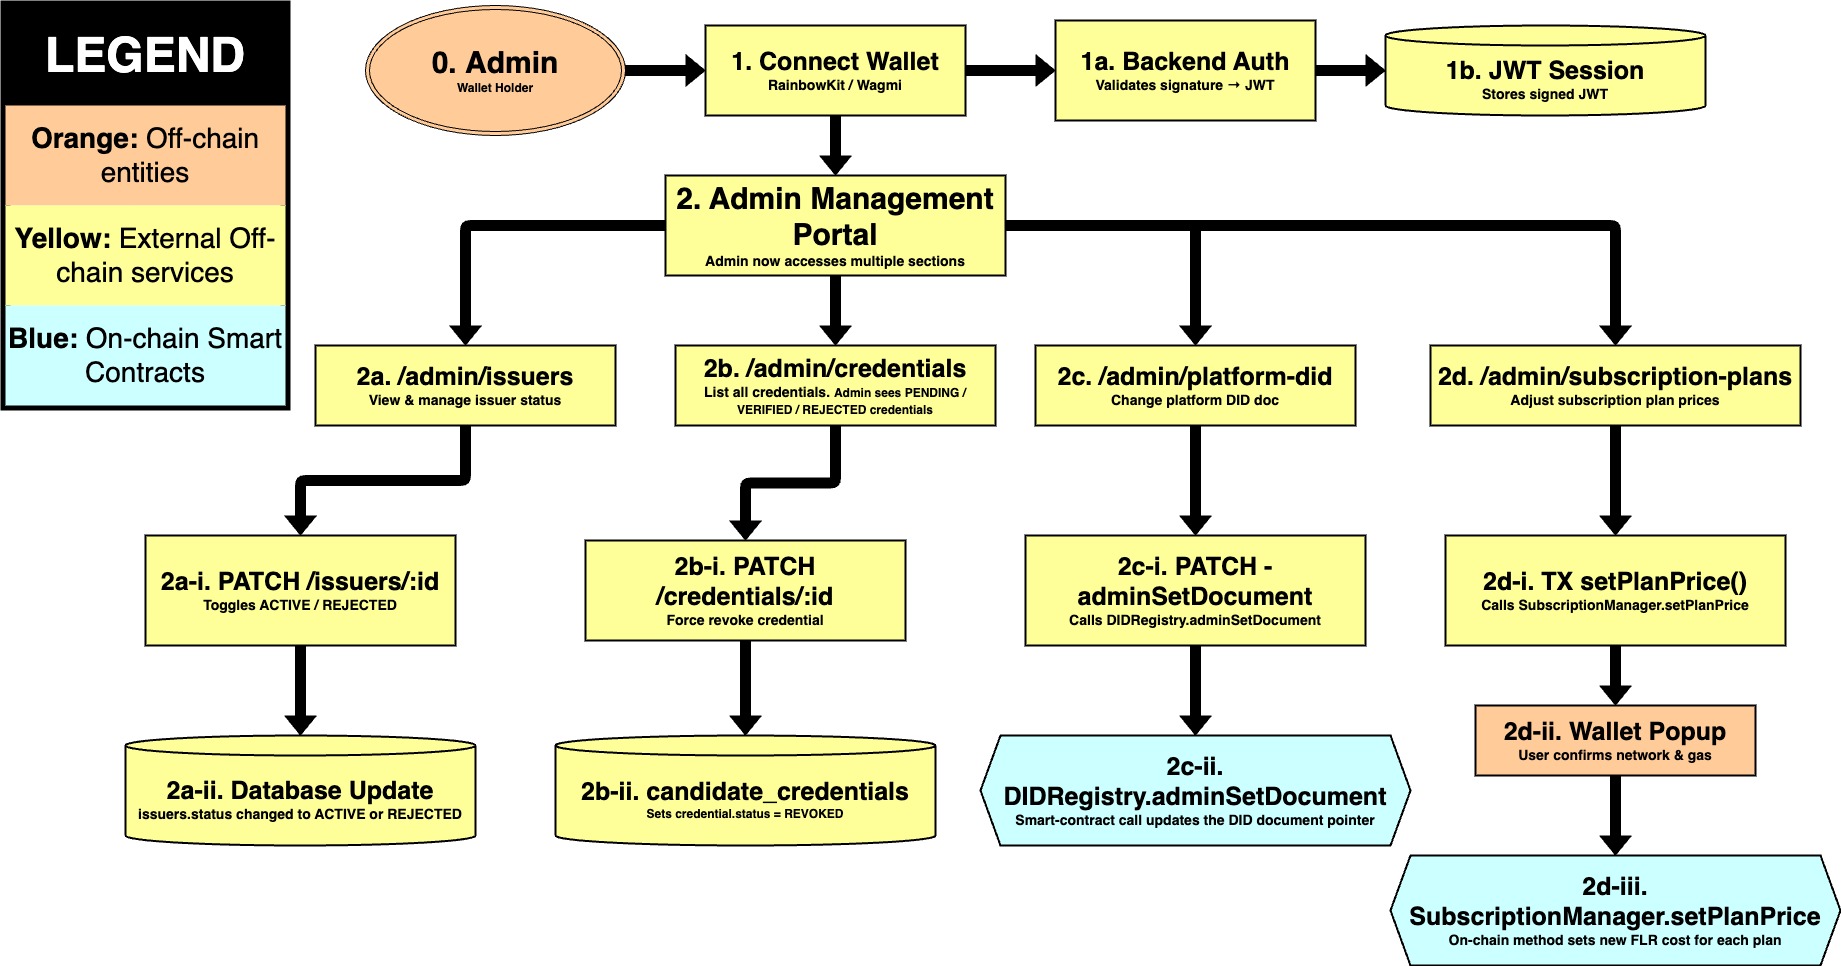 LEGEND
Orange: Off-chain
entities
Yellow: External Off-
chain services
Blue: On-chain Smart
Contracts
0. Admin
Wallet Holder
1. Connect Wallet
RainbowKit / Wagmi
1a. Backend Auth
Validates signature → JWT
1b. JWT Session
Stores signed JWT
2. Admin Management
Portal
Admin now accesses multiple sections
2a. /admin/issuers
View & manage issuer status
2b. /admin/credentials
List all credentials. Admin sees PENDING /
VERIFIED / REJECTED credentials
2c. /admin/platform-did
Change platform DID doc
2d. /admin/subscription-plans
Adjust subscription plan prices
2a-i. PATCH /issuers/:id
Toggles ACTIVE / REJECTED
2b-i. PATCH
/credentials/:id
Force revoke credential
2c-i. PATCH -
adminSetDocument
Calls DIDRegistry.adminSetDocument
2d-i. TX setPlanPrice()
Calls SubscriptionManager.setPlanPrice
2a-ii. Database Update
issuers.status changed to ACTIVE or REJECTED
2b-ii. candidate_credentials
Sets credential.status = REVOKED
2c-ii.
DIDRegistry.adminSetDocument
Smart-contract call updates the DID document pointer
2d-ii. Wallet Popup
User confirms network & gas
2d-iii.
SubscriptionManager.setPlanPrice
On-chain method sets new FLR cost for each plan